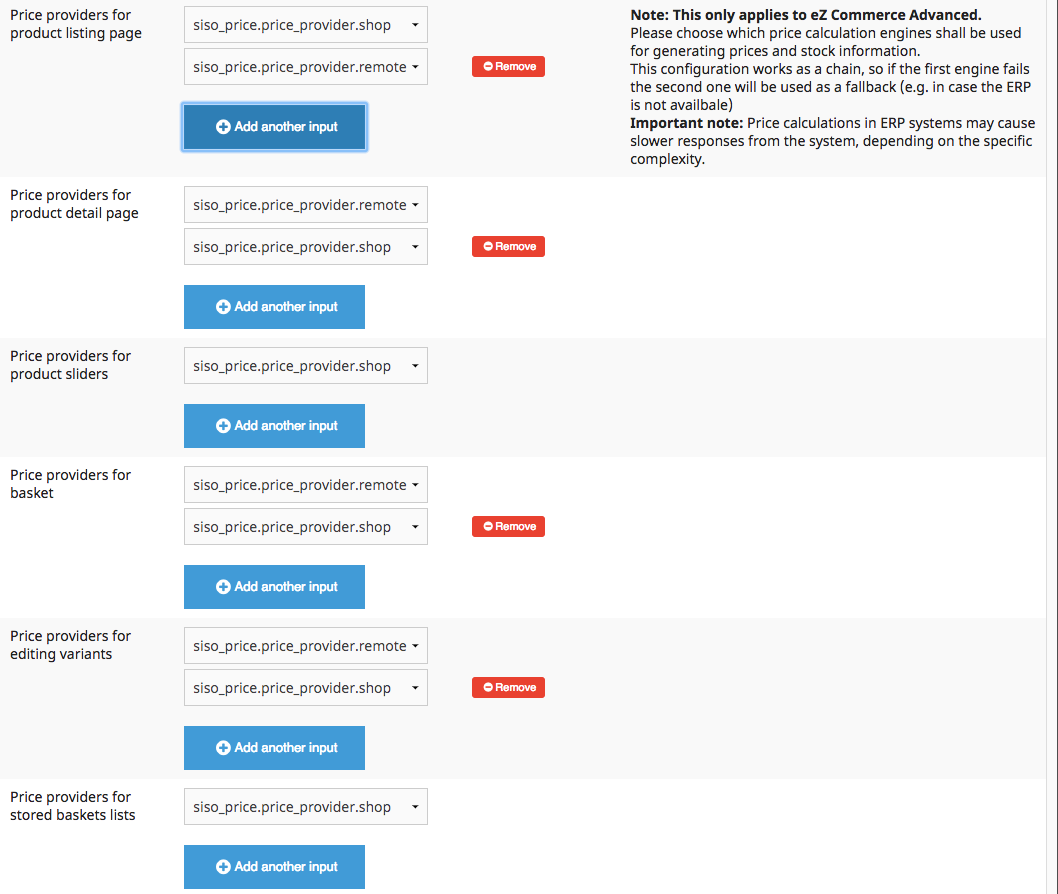 Price providers for
product listing page
siso_price.price_provider.shop
siso_price.price_provider.remote
Remove
Add another input
Note: This only applies to eZ Commerce Advanced.
Please choose which price calculation engines shall be used
for generating prices and stock information.
This configuration works as a chain, so if the first engine fails
the second one will be used as a fallback (e.g. in case the ERP
is not availbale)
Important note: Price calculations in ERP systems may cause
slower responses from the system, depending on the specific
complexity.
Price providers for
product detail page
siso_price.price_provider.remote
siso_price.price_provider.shop
Remove
Add another input
Price providers for
product sliders
siso_price.price_provider.shop
Add another input
Price providers for
basket
siso_price.price_provider.remote
siso_price.price_provider.shop
Remove
Add another input
Price providers for
editing variants
siso_price.price_provider.remote
siso_price.price_provider.shop
Remove
Add another input
Price providers for
stored baskets lists
siso_price.price_provider.shop
Add another input